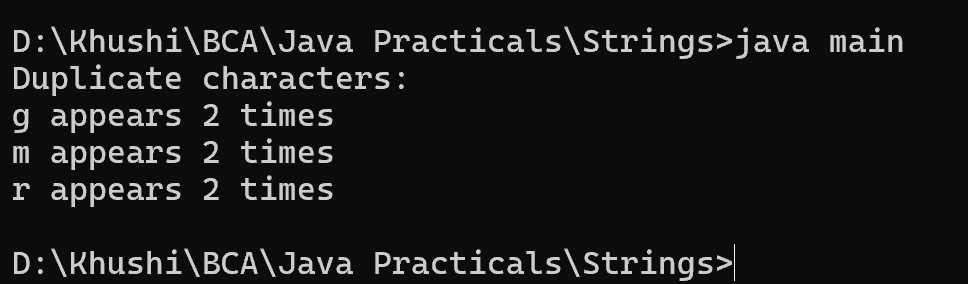 D:\Khushi\BCA\Java Practicals\Strings>java main
Duplicate characters:
g appears 2 times
m appears 2 times
r appears 2 times
D:\Khushi\BCA\Java Practicals\Strings>